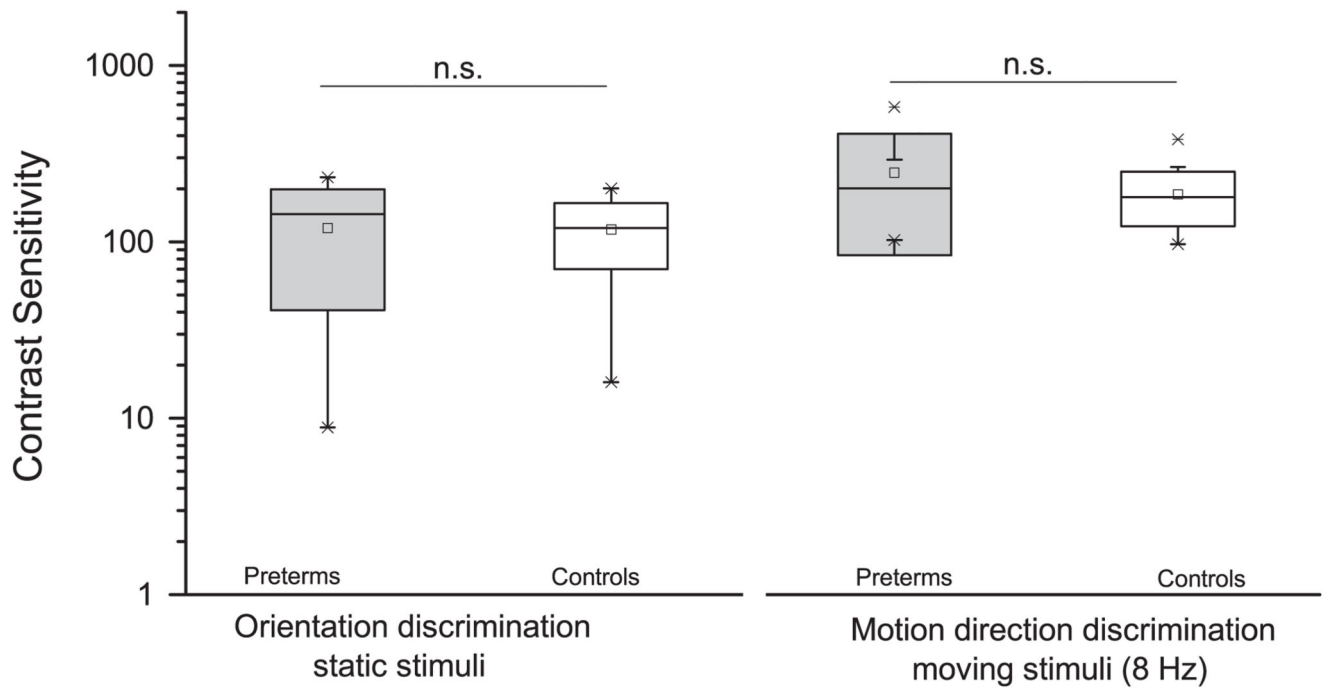 Contrast Sensitivity
1000
100
10
1
n.s.
n.s.
Preterms
Controls
Preterms
Controls
Orientation discrimination
static stimuli
Motion direction discrimination
moving stimuli (8 Hz)